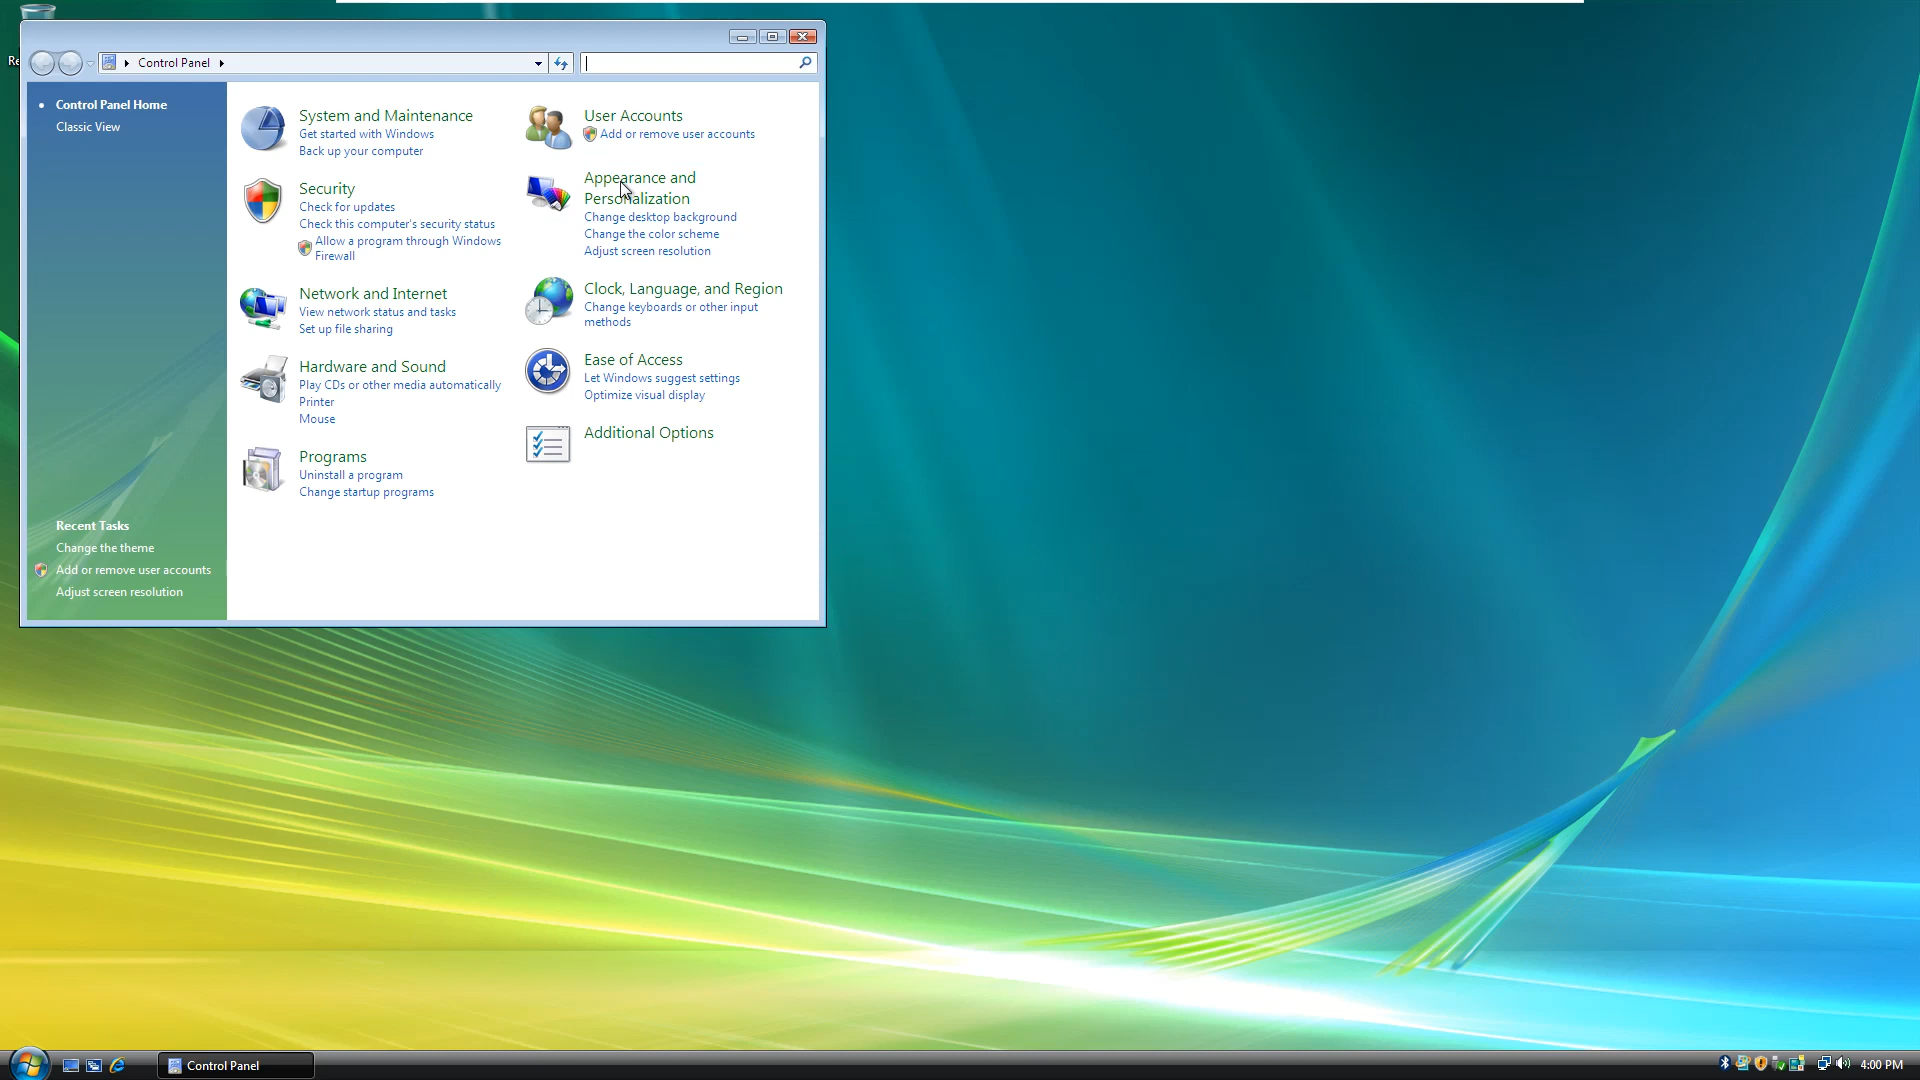 Re
Control Panel
Control Panel Home
Classic View
Recent Tasks
Change the theme
Add or remove user accounts
Adjust screen resolution
System and Maintenance
Get started with Windows
Back up your computer
Security
Check for updates
Check this computer's security status
Allow a program through Windows
Firewall
Network and Internet
View network status and tasks
Set up file sharing
Hardware and Sound
Play CDs or other media automatically
Printer
Mouse
Programs
Uninstall a program
Change startup programs
User Accounts
Add or remove user accounts
Appearance and
Personalization
Change desktop background
Change the color scheme
Adjust screen resolution
Clock, Language, and Region
Change keyboards or other input
methods
Ease of Access
Let Windows suggest settings
Optimize visual display
Additional Options
Control Panel
4:00 PM